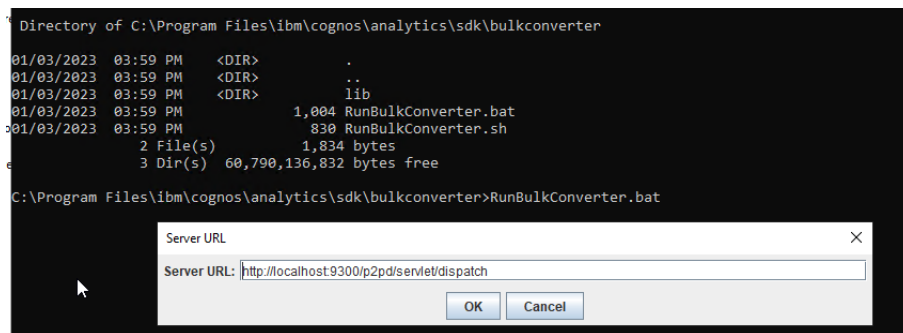 Directory of C:\Program Files\ibm\cognos\analytics\sdk\bulkconverter
01/03/2023 03:59 PM <DIR> .
01/03/2023 03:59 PM <DIR> ..
01/03/2023 03:59 PM <DIR> lib
01/03/2023 03:59 PM 1,004 RunBulkConverter.bat
01/03/2023 03:59 PM 830 RunBulkConverter.sh
2 File(s) 1,834 bytes
3 Dir(s) 60,790,136,832 bytes free
C:\Program Files\ibm\cognos\analytics\sdk\bulkconverter>RunBulkConverter.bat
Server URL
Server URL: http://localhost:9300/p2pd/servlet/dispatch
OK Cancel